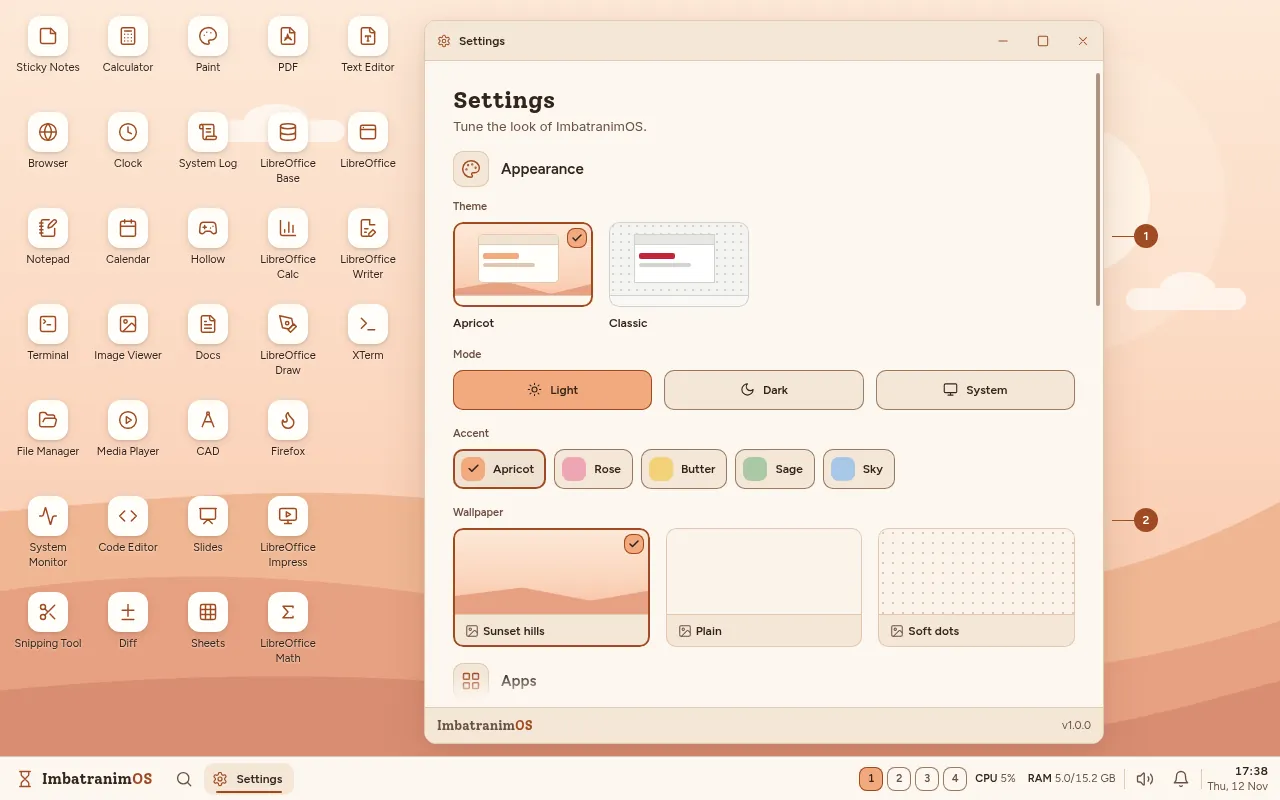 Sticky Notes
Calculator
Paint
PDF
Text Editor
Browser
Clock
System Log
LibreOffice
Base
LibreOffice
Notepad
Calendar
Hollow
LibreOffice
Calc
LibreOffice
Writer
Terminal
Image Viewer
Docs
LibreOffice
Draw
XTerm
File Manager
Media Player
CAD
Firefox
System
Monitor
Code Editor
Slides
LibreOffice
Impress
Snipping Tool
Diff
Sheets
LibreOffice
Math
Settings
Settings
Tune the look of ImbatranimOS.
Appearance
Theme
Apricot
Classic
Mode
Light
Dark
System
Accent
Apricot
Rose
Butter
Sage
Sky
Wallpaper
Sunset hills
Plain
Soft dots
Apps
ImbatranimOS
v1.0.0
1
2
ImbatranimOS
Settings
1
2
3
4
CPU 5%
RAM 5.0/15.2 GB
17:38
Thu, 12 Nov